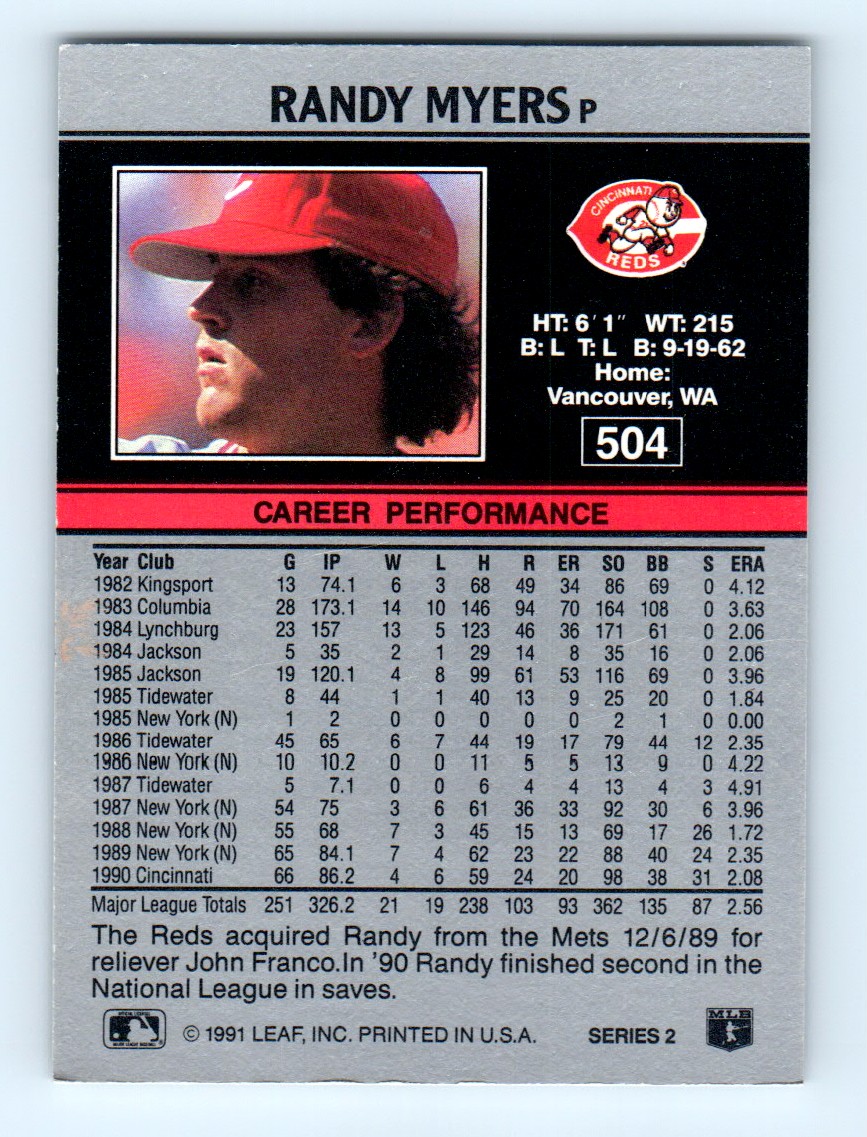 RANDY MYERS P
CINCINNATI
REDS
HT: 6' 1" WT: 215
B: L T: L B: 9-19-62
Home:
Vancouver, WA
504
CAREER PERFORMANCE
Year Club G IP W L H R ER SO BB S ERA
1982 Kingsport 13 74.1 6 3 68 49 34 86 69 0 4.12
1983 Columbia 28 173.1 14 10 146 94 70 164 108 0 3.63
1984 Lynchburg 23 157 13 5 123 46 36 171 61 0 2.06
1984 Jackson 5 35 2 1 29 14 8 35 16 0 2.06
1985 Jackson 19 120.1 4 8 99 61 53 116 69 0 3.96
1985 Tidewater 8 44 1 1 40 13 9 25 20 0 1.84
1985 New York (N) 1 2 0 0 0 0 0 2 1 0 0.00
1986 Tidewater 45 65 6 7 44 19 17 79 44 12 2.35
1986 New York (N) 10 10.2 0 0 11 5 5 13 9 0 4.22
1987 Tidewater 5 7.1 0 0 6 4 4 13 4 3 4.91
1987 New York (N) 54 75 3 6 61 36 33 92 30 6 3.96
1988 New York (N) 55 68 7 3 45 15 13 69 17 26 1.72
1989 New York (N) 65 84.1 7 4 62 23 22 88 40 24 2.35
1990 Cincinnati 66 86.2 4 6 59 24 20 98 38 31 2.08
Major League Totals 251 326.2 21 19 238 103 93 362 135 87 2.56
The Reds acquired Randy from the Mets 12/6/89 for
reliever John Franco.In '90 Randy finished second in the
National League in saves.
© 1991 LEAF, INC. PRINTED IN U.S.A. SERIES 2 MLB